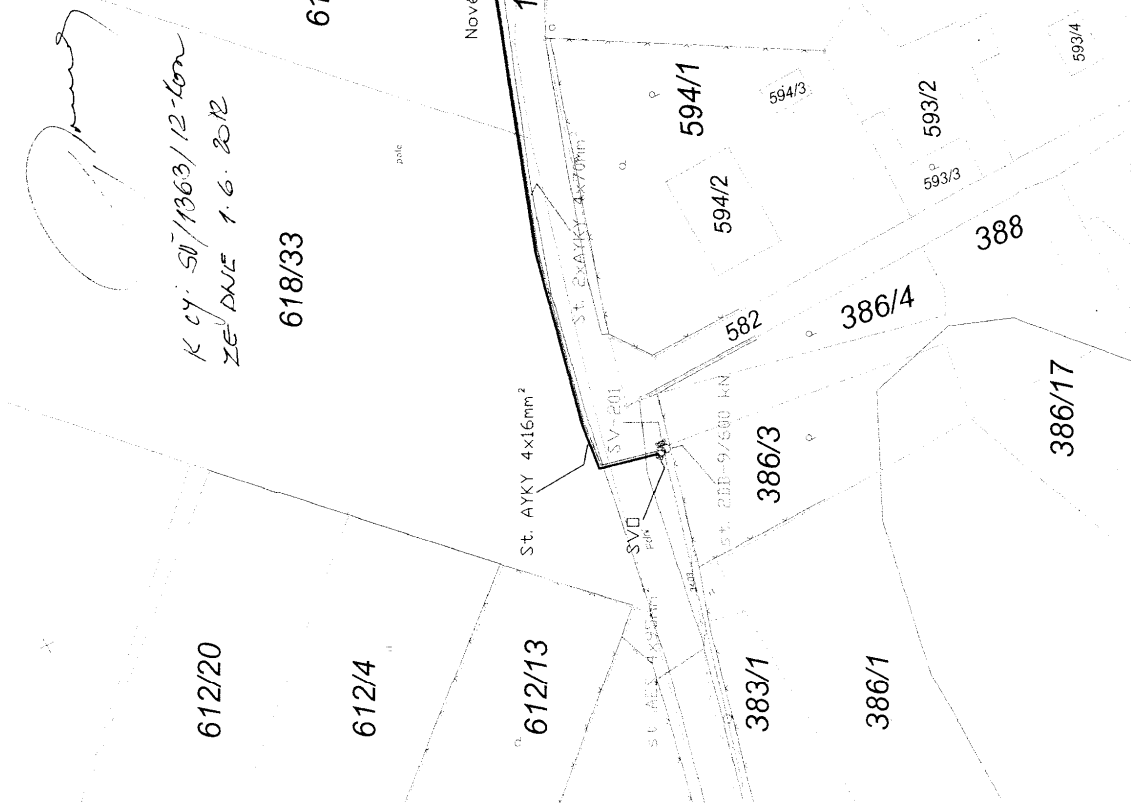 K čj. SÚ/1363/12-Kon
ZE DNE 1.6. 2012
618/33
pole
Nové
594/1
594/3
593/4
593/2
593/3
594/2
388
582
386/4
St. 2xAYKY 4x70mm
St. AYKY 4x16mm²
SV-201
SV
386/3
386/17
612/20
612/4
612/13
383/1
386/1